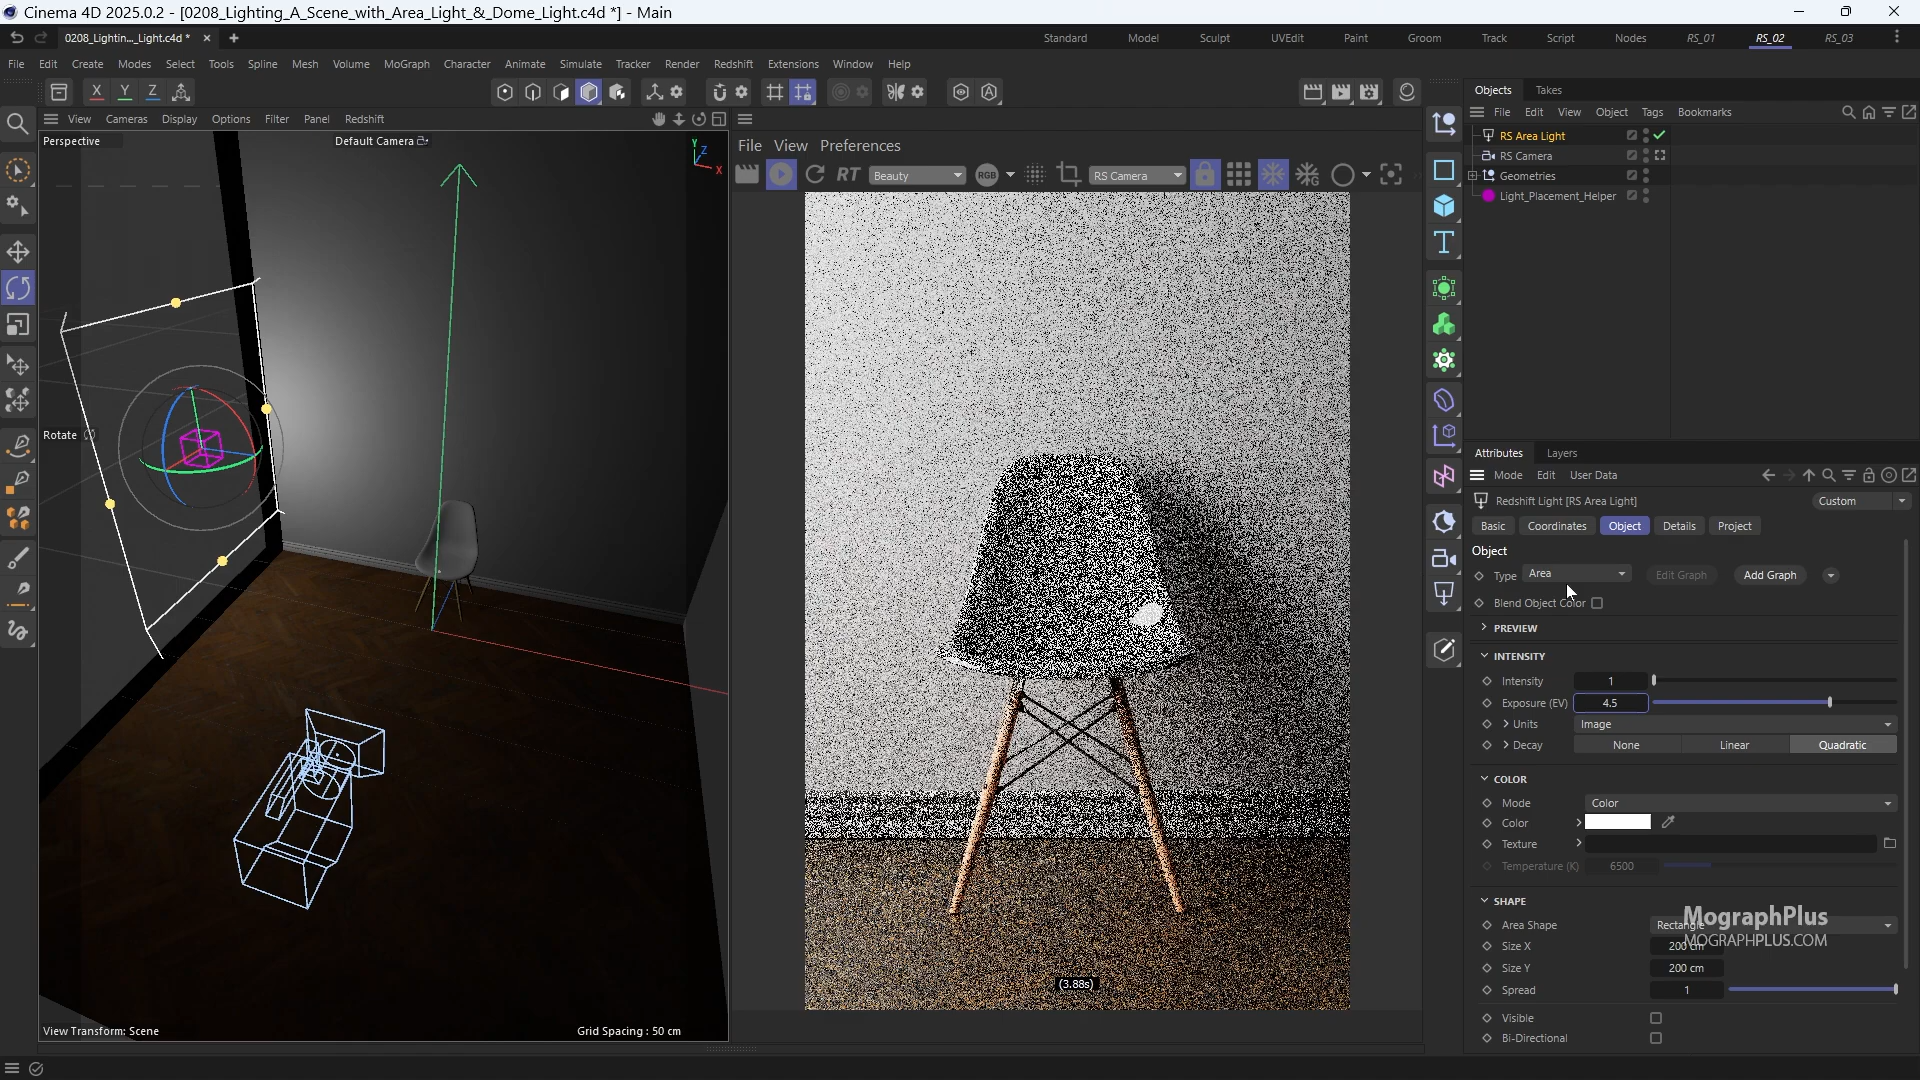 Cinema 4D 2025.0.2 - [0208_Lighting_A_Scene_with_Area_Light_&_Dome_Light.c4d *] - Main
0208_Lightin..._Light.c4d *
Standard Model Sculpt UVEdit Paint Groom Track Script Nodes RS_01 RS_02 RS_03
File Edit Create Modes Select Tools Spline Mesh Volume MoGraph Character Animate Simulate Tracker Render Redshift Extensions Window Help
X Y Z
View Cameras Display Options Filter Panel Redshift
Perspective
Default Camera
Y
Z
X
Rotate
View Transform: Scene
Grid Spacing : 50 cm
File View Preferences
RT Beauty RGB RS Camera
(3.88s)
Objects Takes
File Edit View Object Tags Bookmarks
RS Area Light
RS Camera
Geometries
Light_Placement_Helper
Attributes Layers
Mode Edit User Data
Redshift Light [RS Area Light]
Custom
Basic Coordinates Object Details Project
Object
Type Area Edit Graph Add Graph
Blend Object Color
PREVIEW
INTENSITY
Intensity 1
Exposure (EV) 4.5
Units Image
Decay None Linear Quadratic
COLOR
Mode Color
Color
Texture
Temperature (K) 6500
SHAPE
MographPlus
Area Shape Rectangle
MOGRAPHPLUS.COM
Size X 200 cm
Size Y 200 cm
Spread 1
Visible
Bi-Directional